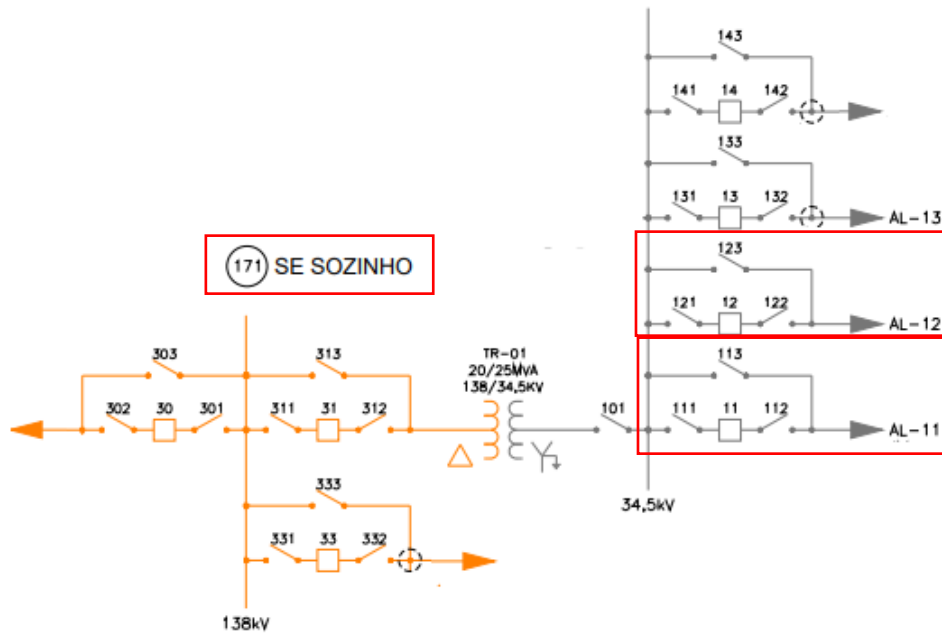 143
141 14 142
133
131 13 132
AL-13
171 SE SOZINHO
123
121 12 122
AL-12
303
313
TR-01
20/25MVA
138/34,5KV
113
302 30 301
311 31 312
101
111 11 112
AL-11
333
34,5kV
331 33 332
138kV